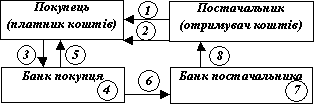 Покупець
(платник коштів)
1
2
Постачальник
(отримувач коштів)
3
5
8
Банк покупця
4
6
Банк постачальника
7